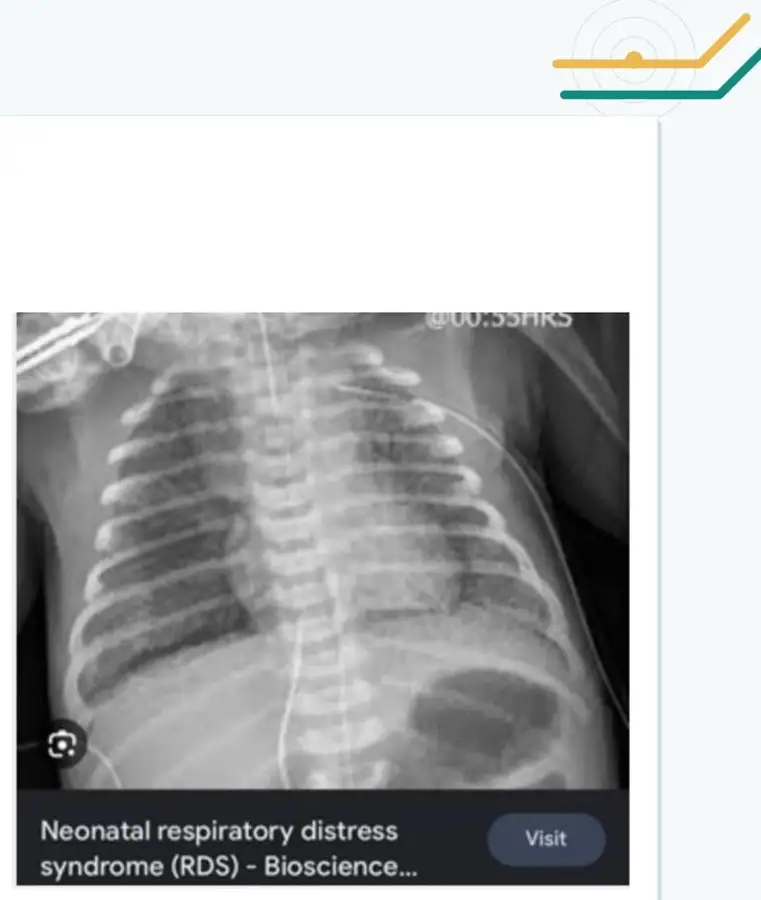 @00:55HRS
Neonatal respiratory distress
syndrome (RDS) - Bioscience...
Visit